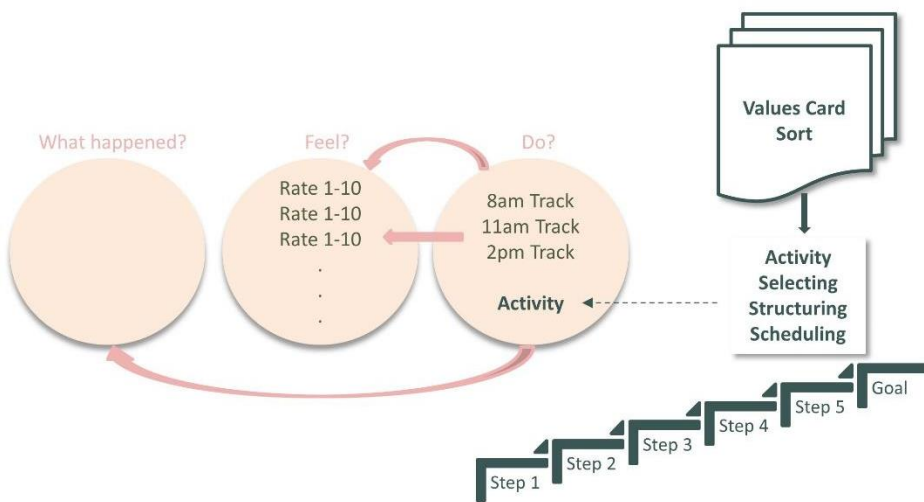 Values Card
Sort
What happened?
Feel?
Do?
Rate 1-10
Rate 1-10
Rate 1-10
.
.
.
8am Track
11am Track
2pm Track
Activity
Activity
Selecting
Structuring
Scheduling
Step 1
Step 2
Step 3
Step 4
Step 5
Goal